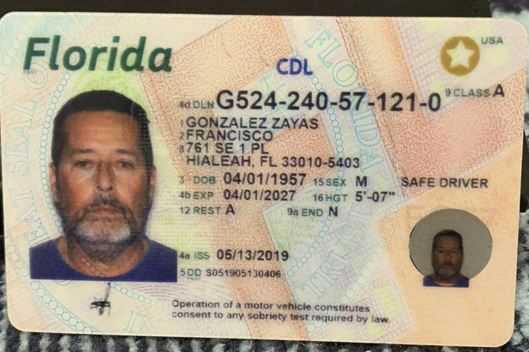 Florida
CDL
USA
4d DLN G524-240-57-121-0
9 CLASS A
1 GONZALEZ ZAYAS
2 FRANCISCO
8 761 SE 1 PL
HIALEAH, FL 33010-5403
3 DOB 04/01/1957 15 SEX M SAFE DRIVER
4b EXP 04/01/2027 16 HGT 5'-07"
12 REST A 9a END N
4a ISS 05/13/2019
5 DD S051905130406
Operation of a motor vehicle constitutes
consent to any sobriety test required by law.